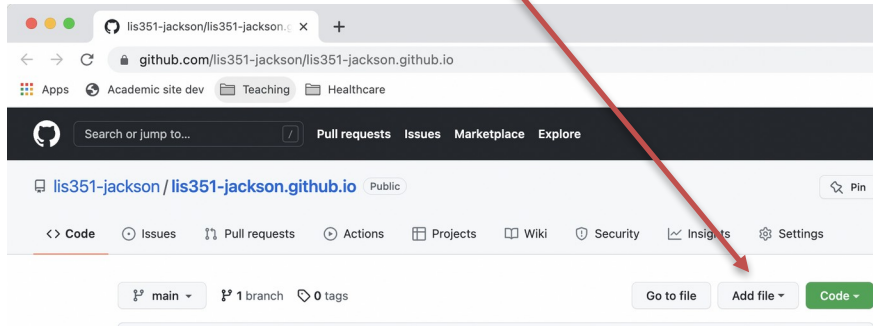 lis351-jackson/lis351-jackson.g
github.com/lis351-jackson/lis351-jackson.github.io
Apps Academic site dev Teaching Healthcare
Search or jump to... / Pull requests Issues Marketplace Explore
lis351-jackson / lis351-jackson.github.io Public Pin
<> Code Issues Pull requests Actions Projects Wiki Security Insights Settings
main 1 branch 0 tags Go to file Add file Code